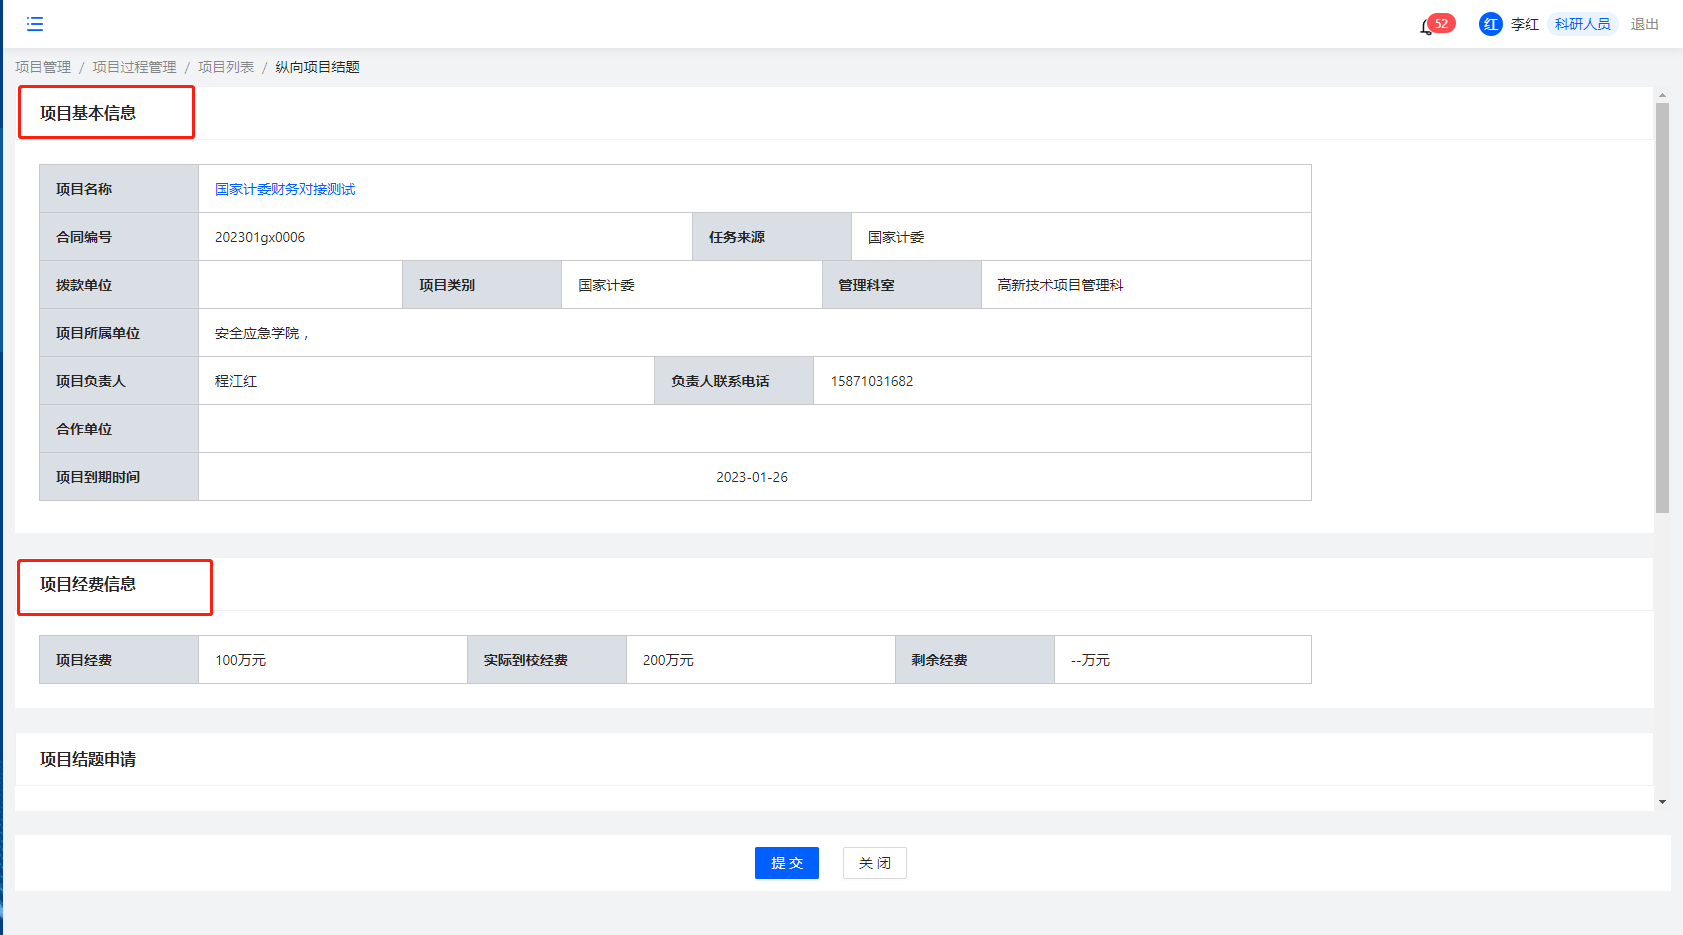 52 红 李红 科研人员 退出
项目管理 / 项目过程管理 / 项目列表 / 纵向项目结题
项目基本信息
项目名称 国家计委财务对接测试
合同编号 202301gx0006 任务来源 国家计委
拨款单位 项目类别 国家计委 管理科室 高新技术项目管理科
项目所属单位 安全应急学院，
项目负责人 程江红 负责人联系电话 15871031682
合作单位
项目到期时间 2023-01-26
项目经费信息
项目经费 100万元 实际到校经费 200万元 剩余经费 --万元
项目结题申请
提 交 关 闭